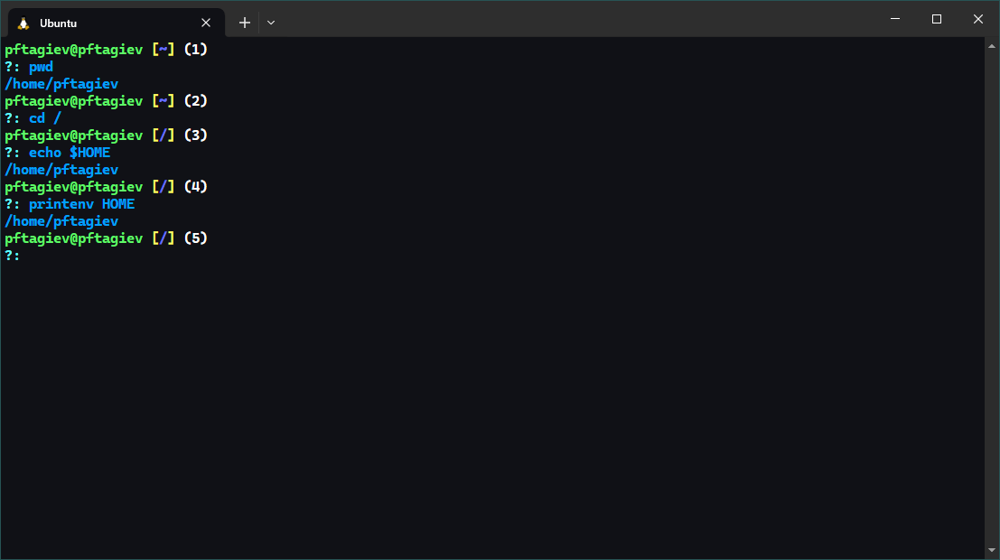 Ubuntu
pftagiev@pftagiev [~] (1)
?: pwd
/home/pftagiev
pftagiev@pftagiev [~] (2)
?: cd /
pftagiev@pftagiev [/] (3)
?: echo $HOME
/home/pftagiev
pftagiev@pftagiev [/] (4)
?: printenv HOME
/home/pftagiev
pftagiev@pftagiev [/] (5)
?: